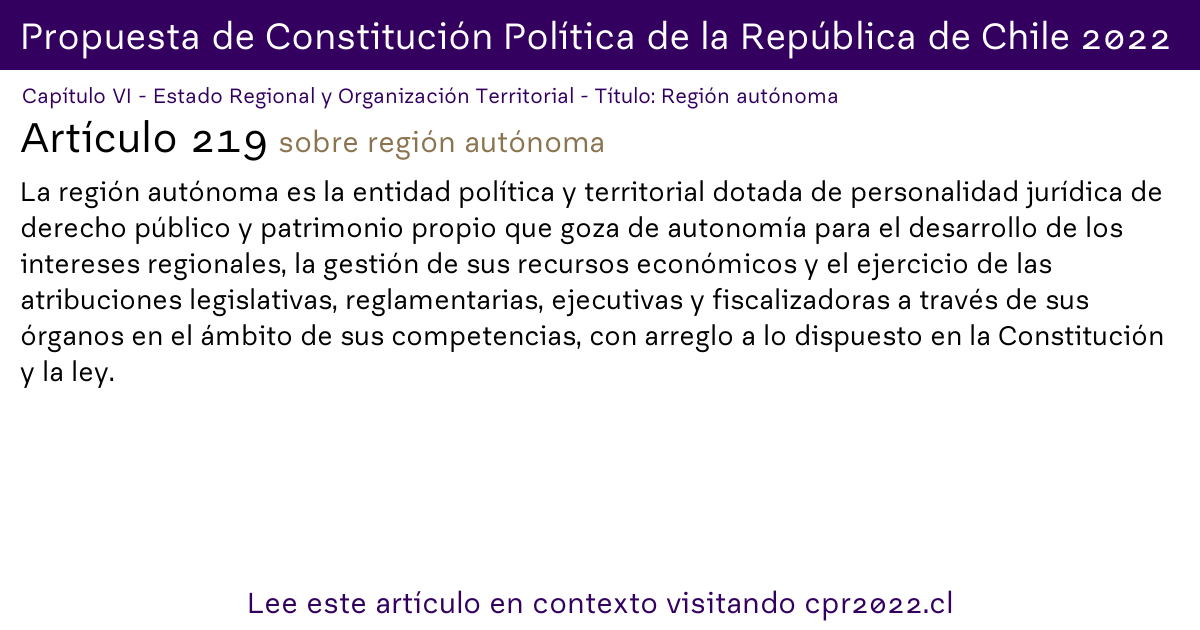 Propuesta de Constitución Política de la República de Chile 2022
Capítulo VI - Estado Regional y Organización Territorial - Título: Región autónoma
Artículo 219 sobre región autónoma
La región autónoma es la entidad política y territorial dotada de personalidad jurídica de
derecho público y patrimonio propio que goza de autonomía para el desarrollo de los
intereses regionales, la gestión de sus recursos económicos y el ejercicio de las
atribuciones legislativas, reglamentarias, ejecutivas y fiscalizadoras a través de sus
órganos en el ámbito de sus competencias, con arreglo a lo dispuesto en la Constitución
y la ley.
Lee este artículo en contexto visitando cpr2022.cl